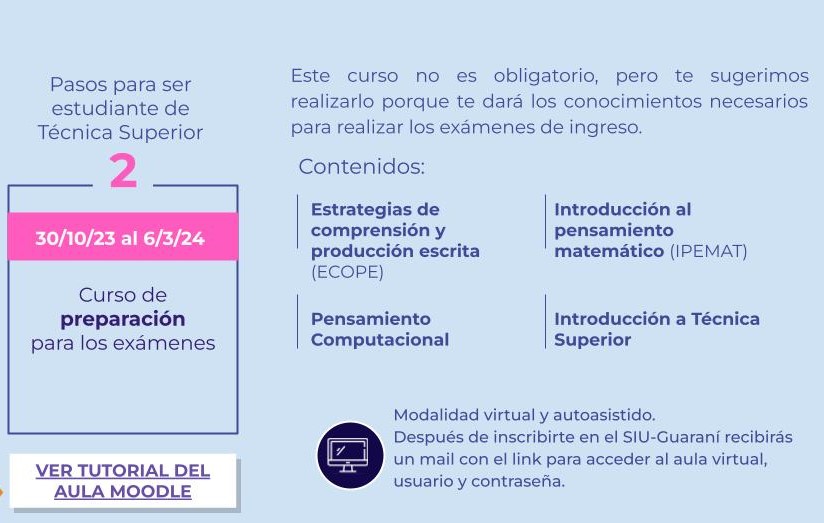 Pasos para ser
estudiante de
Técnica Superior
2
30/10/23 al 6/3/24
Curso de
preparación
para los exámenes
VER TUTORIAL DEL
AULA MOODLE
Este curso no es obligatorio, pero te sugerimos
realizarlo porque te dará los conocimientos necesarios
para realizar los exámenes de ingreso.
Contenidos:
Estrategias de
comprensión y
producción escrita
(ECOPE)
Introducción al
pensamiento
matemático (IPEMAT)
Pensamiento
Computacional
Introducción a Técnica
Superior
Modalidad virtual y autoasistido.
Después de inscribirte en el SIU-Guaraní recibirás
un mail con el link para acceder al aula virtual,
usuario y contraseña.